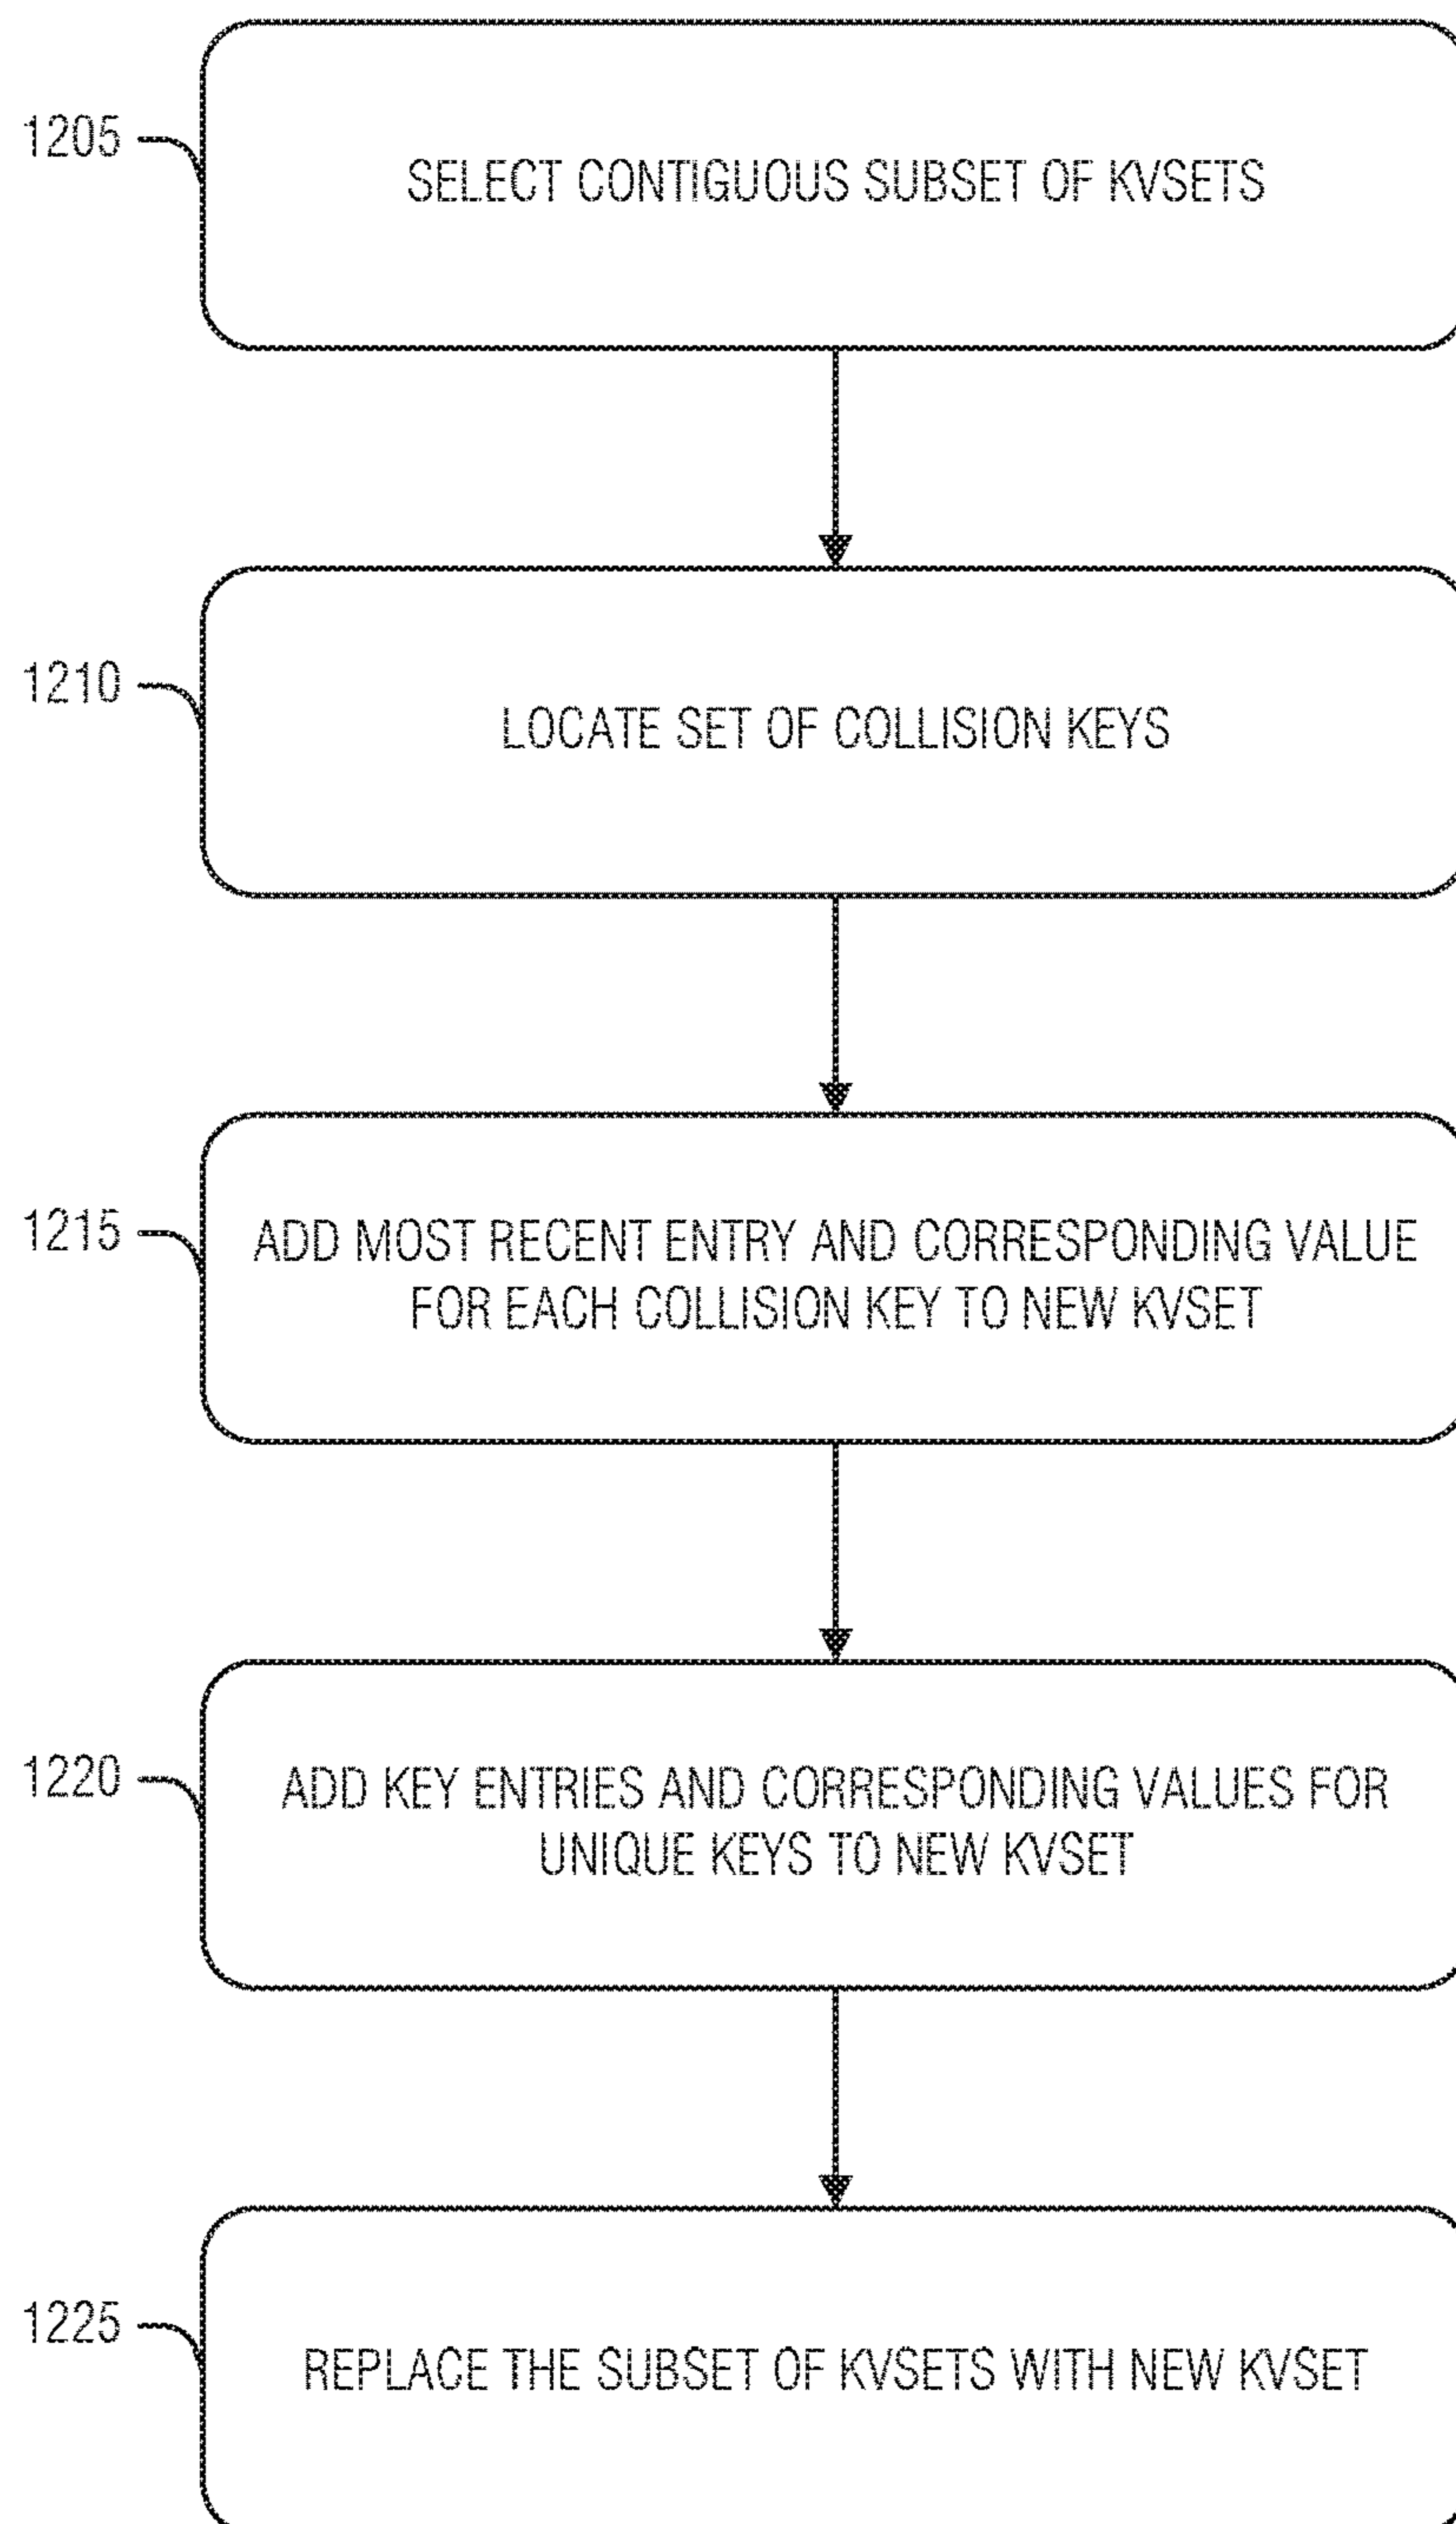 1205
SELECT CONTIGUOUS SUBSET OF KVSETS
1210
LOCATE SET OF COLLISION KEYS
1215
ADD MOST RECENT ENTRY AND CORRESPONDING VALUE
FOR EACH COLLISION KEY TO NEW KVSET
1220
ADD KEY ENTRIES AND CORRESPONDING VALUES FOR
UNIQUE KEYS TO NEW KVSET
1225
REPLACE THE SUBSET OF KVSETS WITH NEW KVSET